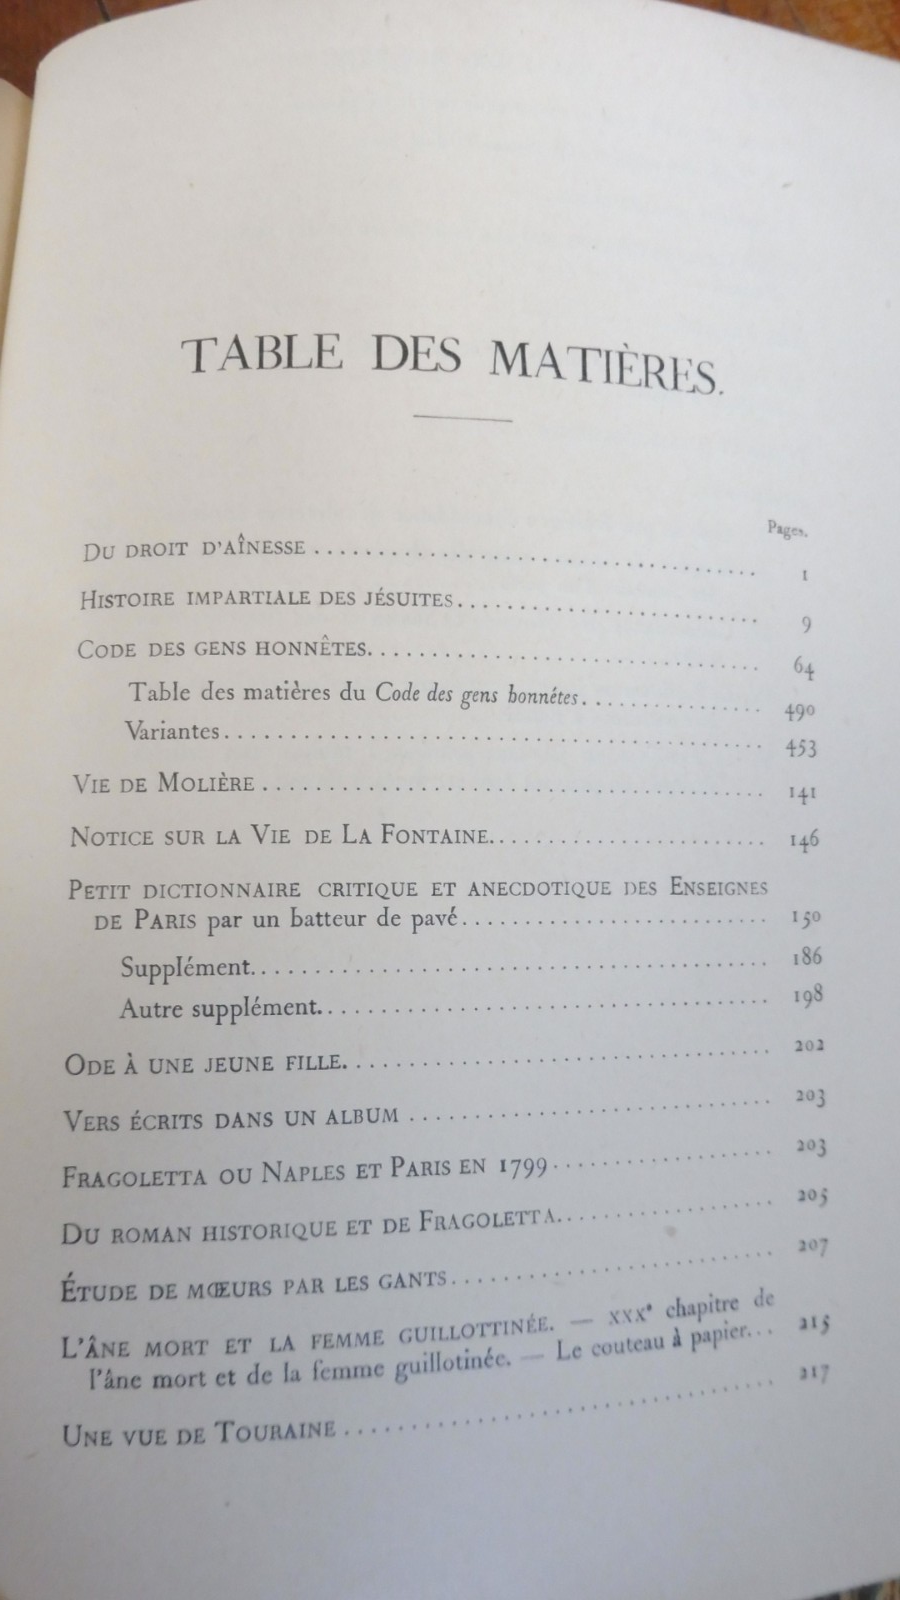 TABLE DES MATIÈRES.
Pages.
DU DROIT D'AÎNESSE .......... 1
HISTOIRE IMPARTIALE DES JÉSUITES .......... 9
CODE DES GENS HONNÊTES .......... 64
Table des matières du Code des gens honnêtes .......... 490
Variantes .......... 453
VIE DE MOLIÈRE .......... 141
NOTICE SUR LA VIE DE LA FONTAINE .......... 146
PETIT DICTIONNAIRE CRITIQUE ET ANECDOTIQUE DES ENSEIGNES
DE PARIS par un batteur de pavé .......... 150
Supplément .......... 186
Autre supplément .......... 198
ODE À UNE JEUNE FILLE .......... 202
VERS ÉCRITS DANS UN ALBUM .......... 203
FRAGOLETTA OU NAPLES ET PARIS EN 1799 .......... 203
DU ROMAN HISTORIQUE ET DE FRAGOLETTA .......... 205
ÉTUDE DE MŒURS PAR LES GANTS .......... 207
L'ÂNE MORT ET LA FEMME GUILLOTTINÉE. — XXXe chapitre de
l'âne mort et de la femme guillotinée. — Le couteau à papier... 215
UNE VUE DE TOURAINE .......... 217